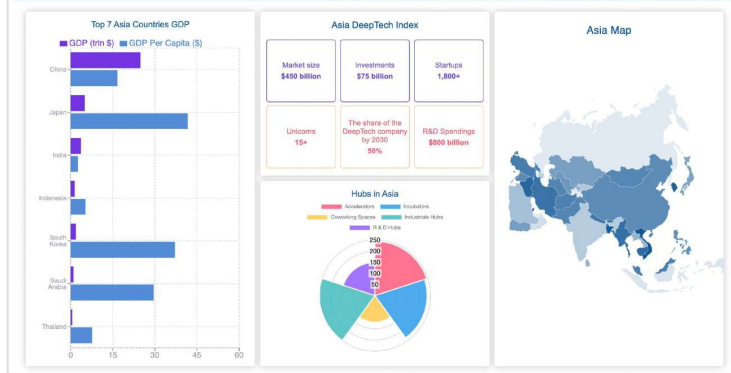 Top 7 Asia Countries GDP
GDP (trln $) GDP Per Capita ($)
China
Japan
India
Indonesia
South
Korea
Saudi
Arabia
Thailand
0 15 30 45 60
Asia DeepTech Index
Market size
$450 billion
Investments
$75 billion
Startups
1,800+
Unicorns
15+
The share of the
DeepTech company
by 2030
50%
R&D Spendings
$800 billion
Hubs in Asia
Accelerators Incubators
Coworking Spaces Industrials Hubs
R & D Hubs
250
200
150
100
50
Asia Map